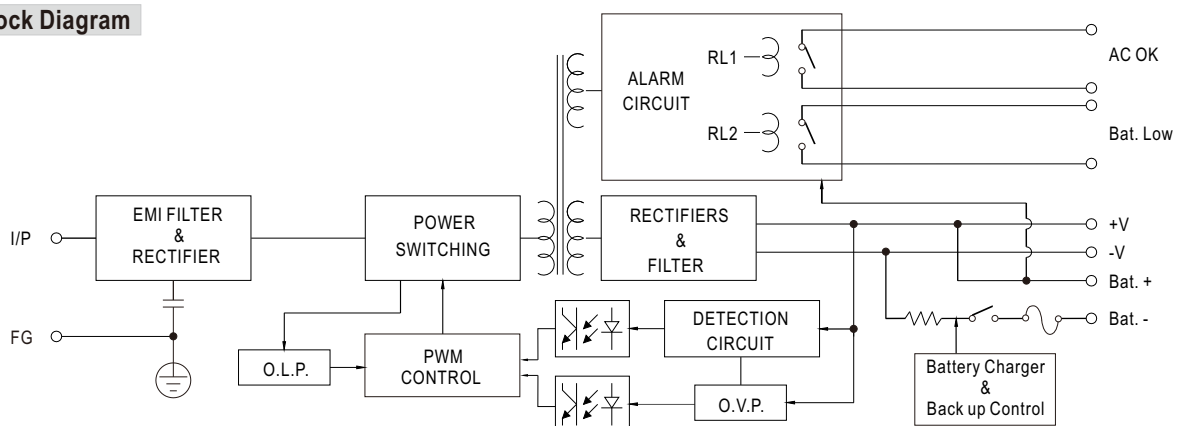 ock Diagram
RL1
AC OK
ALARM
CIRCUIT
RL2
Bat. Low
I/P
EMI FILTER
&
RECTIFIER
POWER
SWITCHING
RECTIFIERS
&
FILTER
+V
-V
Bat. +
Bat. -
FG
O.L.P.
PWM
CONTROL
DETECTION
CIRCUIT
O.V.P.
Battery Charger
&
Back up Control